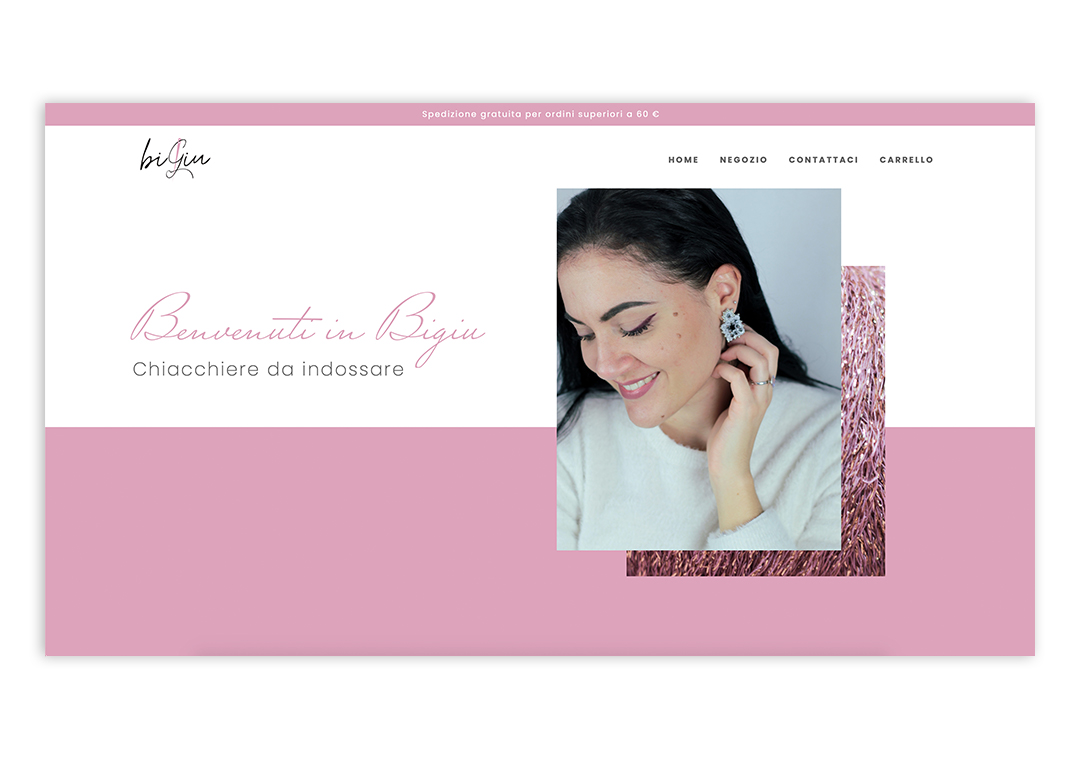 Spedizione gratuita per ordini superiori a 60 €
biGiu
HOME NEGOZIO CONTATTACI CARRELLO
Benvenuti in Bigiu
Chiacchiere da indossare